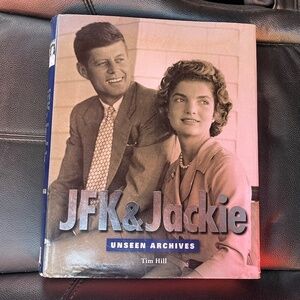 JFK&Jackie
UNSEEN ARCHIVES
Tim Hill